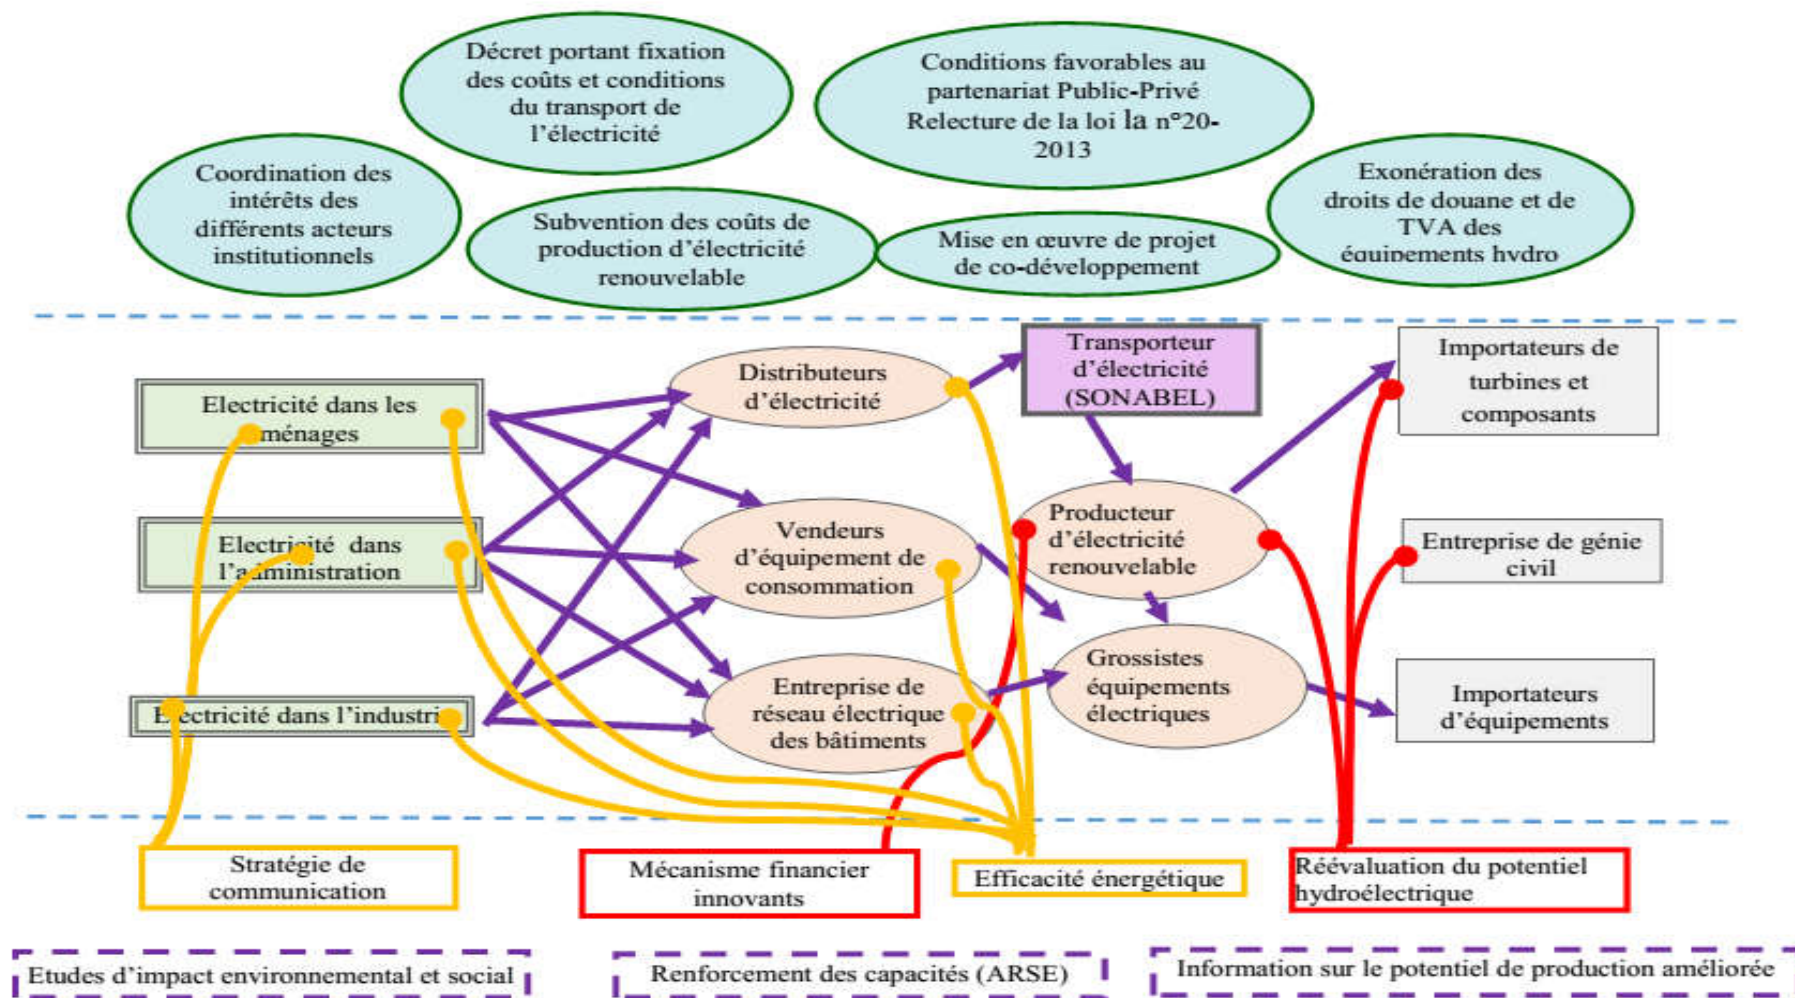 Décret portant fixation
des coûts et conditions
du transport de
l'électricité
Conditions favorables au
partenariat Public-Privé
Relecture de la loi la n°20-
2013
Coordination des
intérêts des
différents acteurs
institutionnels
Subvention des coûts de
production d'électricité
renouvelable
Mise en œuvre de projet
de co-développement
Exonération des
droits de douane et de
TVA des
équipements hydro
Electricité dans les
ménages
Distributeurs
d'électricité
Transporteur
d'électricité
(SONABEL)
Importateurs de
turbines et
composants
Electricité dans
l'administration
Vendeurs
d'équipement de
consommation
Producteur
d'électricité
renouvelable
Entreprise de génie
civil
Electricité dans l'industrie
Entreprise de
réseau électrique
des bâtiments
Grossistes
équipements
électriques
Importateurs
d'équipements
Stratégie de
communication
Mécanisme financier
innovants
Efficacité énergétique
Réévaluation du potentiel
hydroélectrique
Etudes d'impact environnemental et social
Renforcement des capacités (ARSE)
Information sur le potentiel de production améliorée